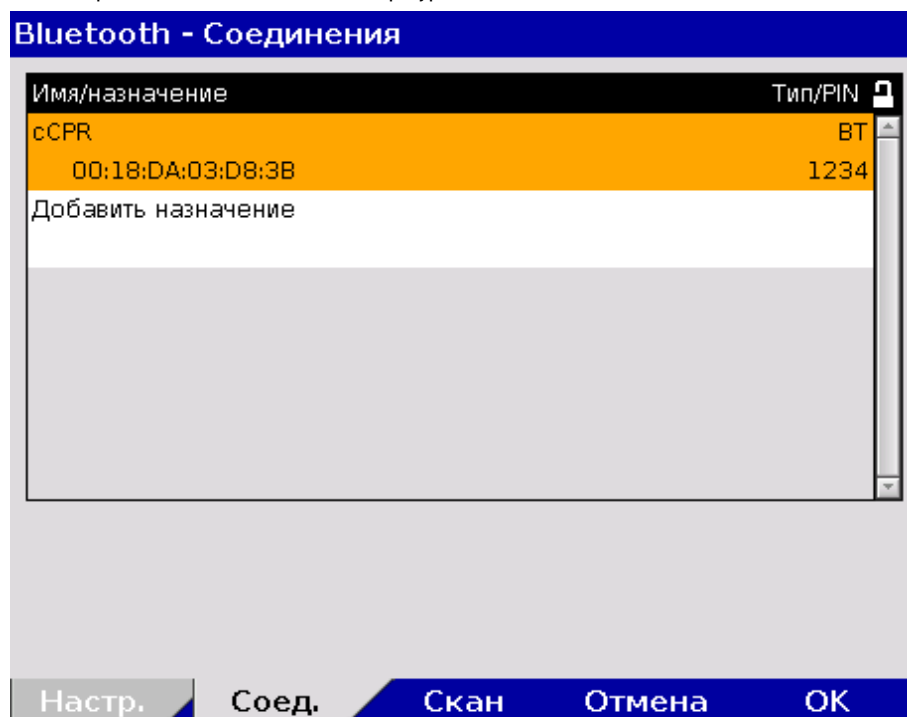 Bluetooth - Соединения
Имя/назначение Тип/PIN
cCPR BT
00:18:DA:03:D8:3B 1234
Добавить назначение
Настр. Соед. Скан Отмена OK